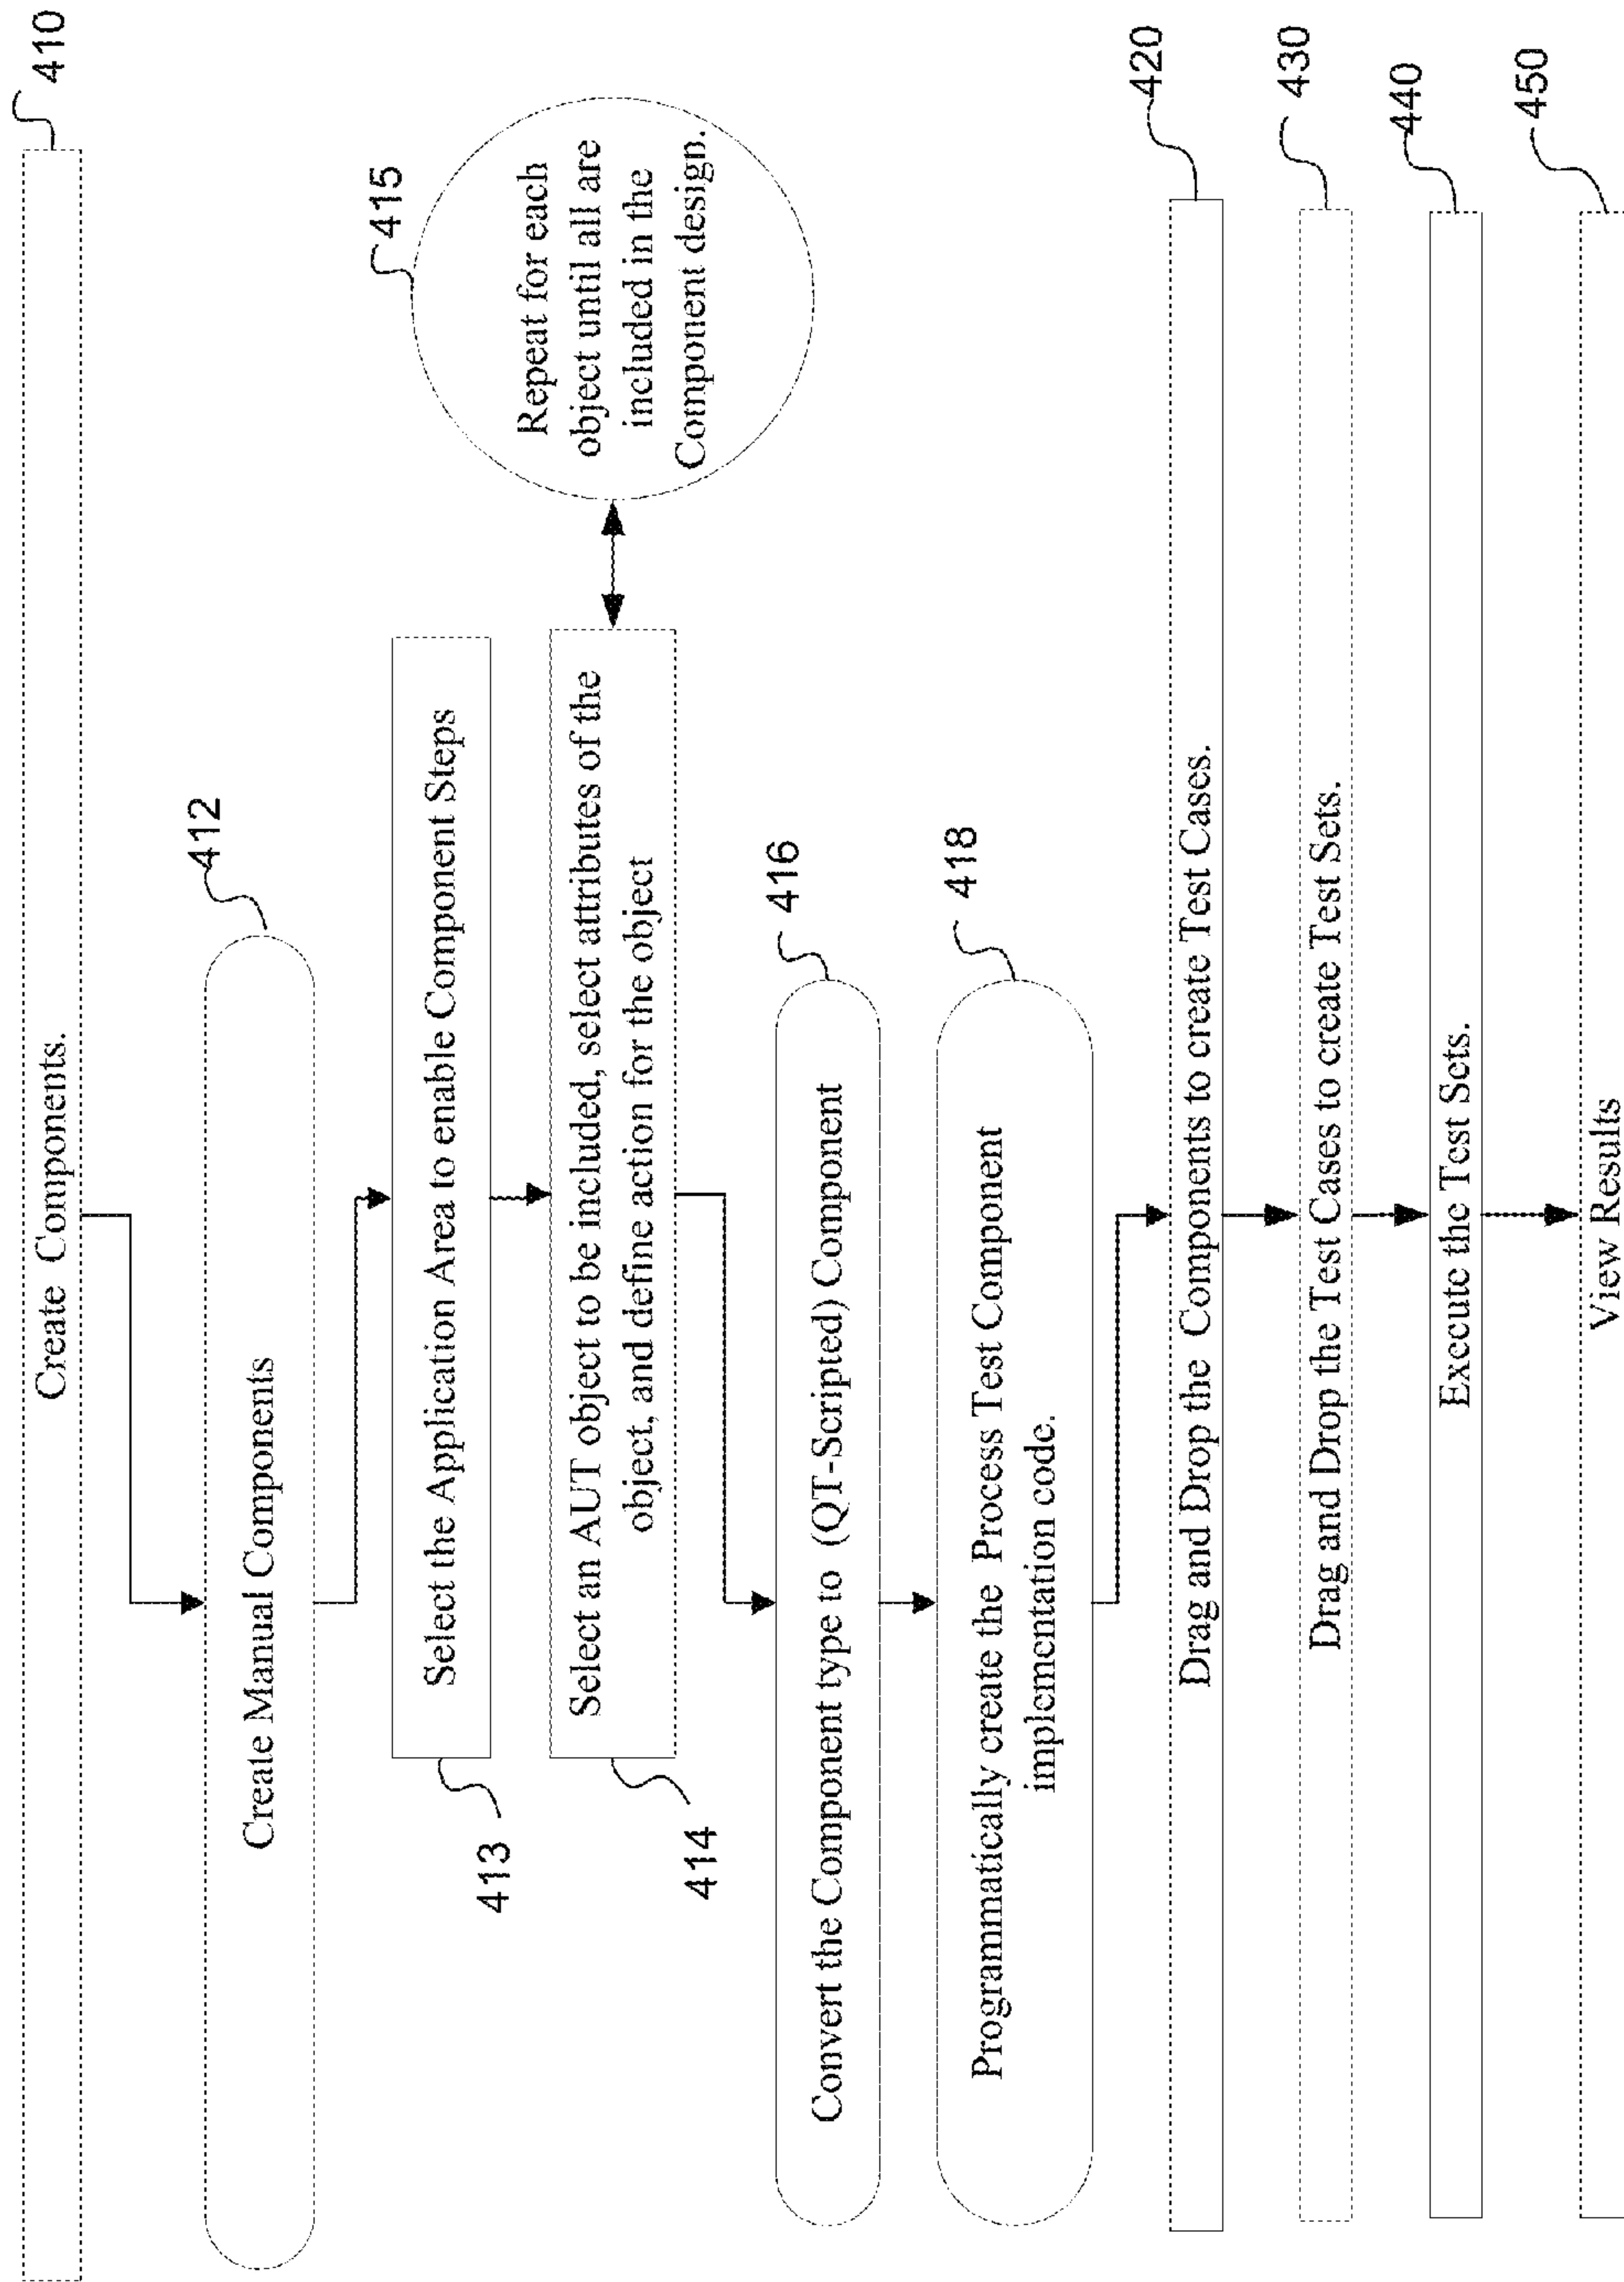 Create Components.
410
Create Manual Components
412
Select the Application Area to enable Component Steps
413
Select an AUT object to be included, select attributes of the
object, and define action for the object
414
Repeat for each
object until all are
included in the
Component design.
415
Convert the Component type to (QT-Scripted) Component
416
Programmatically create the Process Test Component
implementation code.
418
Drag and Drop the Components to create Test Cases.
420
Drag and Drop the Test Cases to create Test Sets.
430
Execute the Test Sets.
440
View Results
450